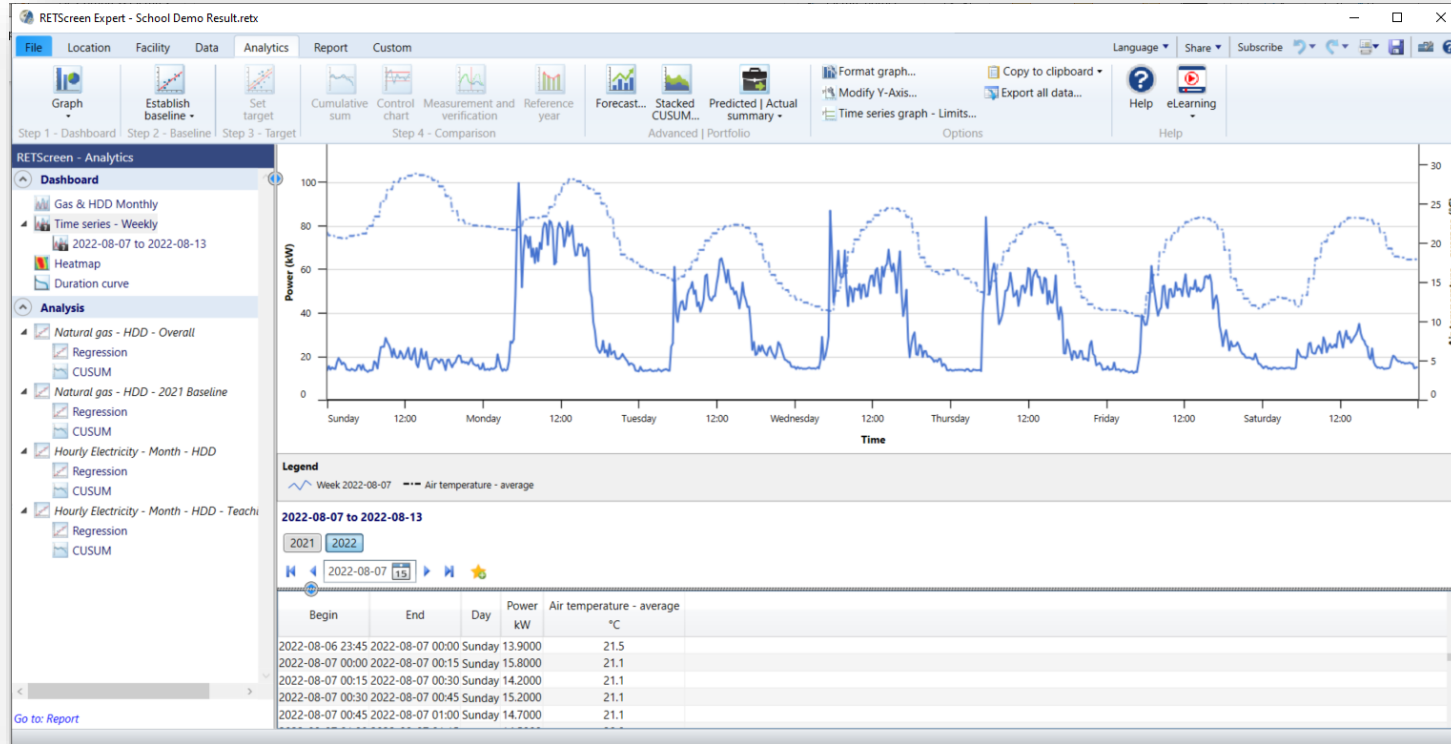 RETScreen Expert - School Demo Result.retx
File Location Facility Data Analytics Report Custom Language Share Subscribe
Graph Establish baseline Set target Cumulative sum Control chart Measurement and verification Reference year Forecast... Stacked CUSUM... Predicted | Actual summary Format graph... Modify Y-Axis... Time series graph - Limits... Copy to clipboard Export all data... Help eLearning
Step 1 - Dashboard Step 2 - Baseline Step 3 - Target Step 4 - Comparison Advanced | Portfolio Options Help
RETScreen - Analytics
Dashboard
Gas & HDD Monthly
Time series - Weekly
2022-08-07 to 2022-08-13
Heatmap
Duration curve
Analysis
Natural gas - HDD - Overall
Regression
CUSUM
Natural gas - HDD - 2021 Baseline
Regression
CUSUM
Hourly Electricity - Month - HDD
Regression
CUSUM
Hourly Electricity - Month - HDD - Teachi
Regression
CUSUM
Go to: Report
Power (kW)
100
80
60
40
20
0
30
25
20
15
10
5
0
Sunday 12:00 Monday 12:00 Tuesday 12:00 Wednesday 12:00 Thursday 12:00 Friday 12:00 Saturday 12:00
Time
Legend
Week 2022-08-07 Air temperature - average
2022-08-07 to 2022-08-13
2021 2022
2022-08-07 15
Begin End Day Power kW Air temperature - average °C
2022-08-06 23:45 2022-08-07 00:00 Sunday 13.9000 21.5
2022-08-07 00:00 2022-08-07 00:15 Sunday 15.8000 21.1
2022-08-07 00:15 2022-08-07 00:30 Sunday 14.2000 21.1
2022-08-07 00:30 2022-08-07 00:45 Sunday 15.2000 21.1
2022-08-07 00:45 2022-08-07 01:00 Sunday 14.7000 21.1